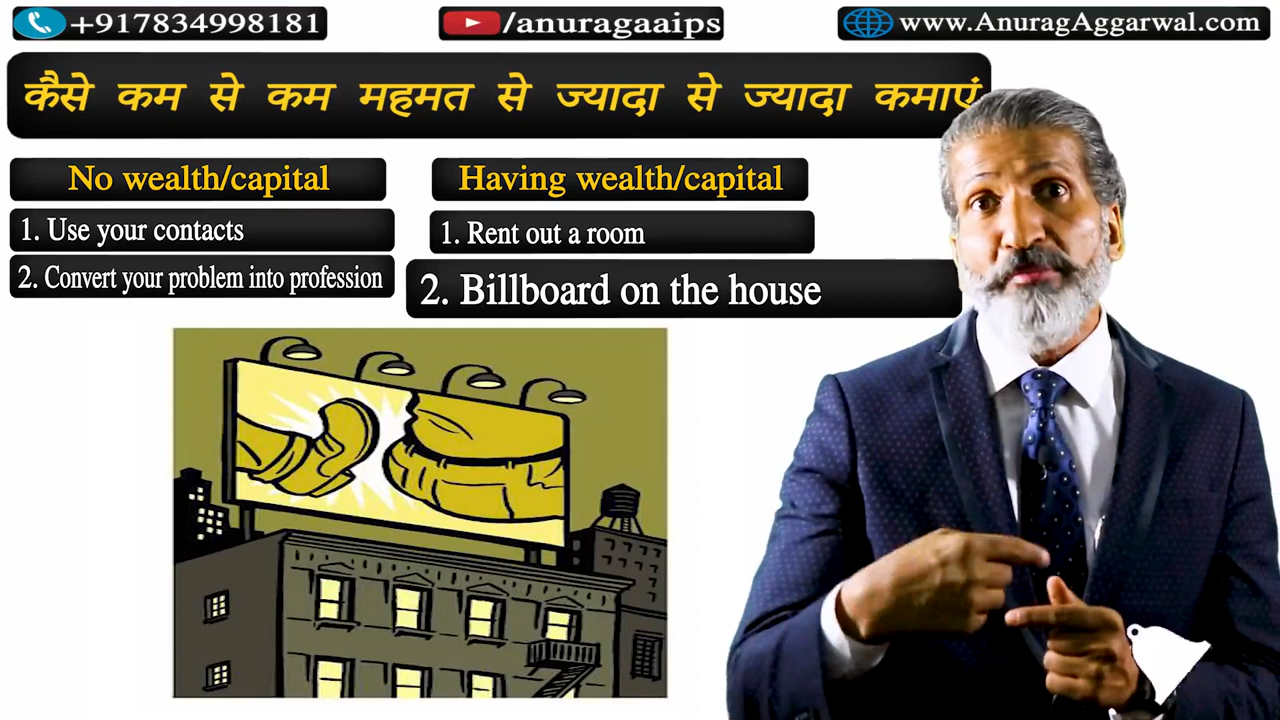 +917834998181
/anuragaaips
www.AnuragAggarwal.com
कैसे कम से कम महमत से ज्यादा से ज्यादा कमाएं
No wealth/capital
Having wealth/capital
1. Use your contacts
1. Rent out a room
2. Convert your problem into profession
2. Billboard on the house